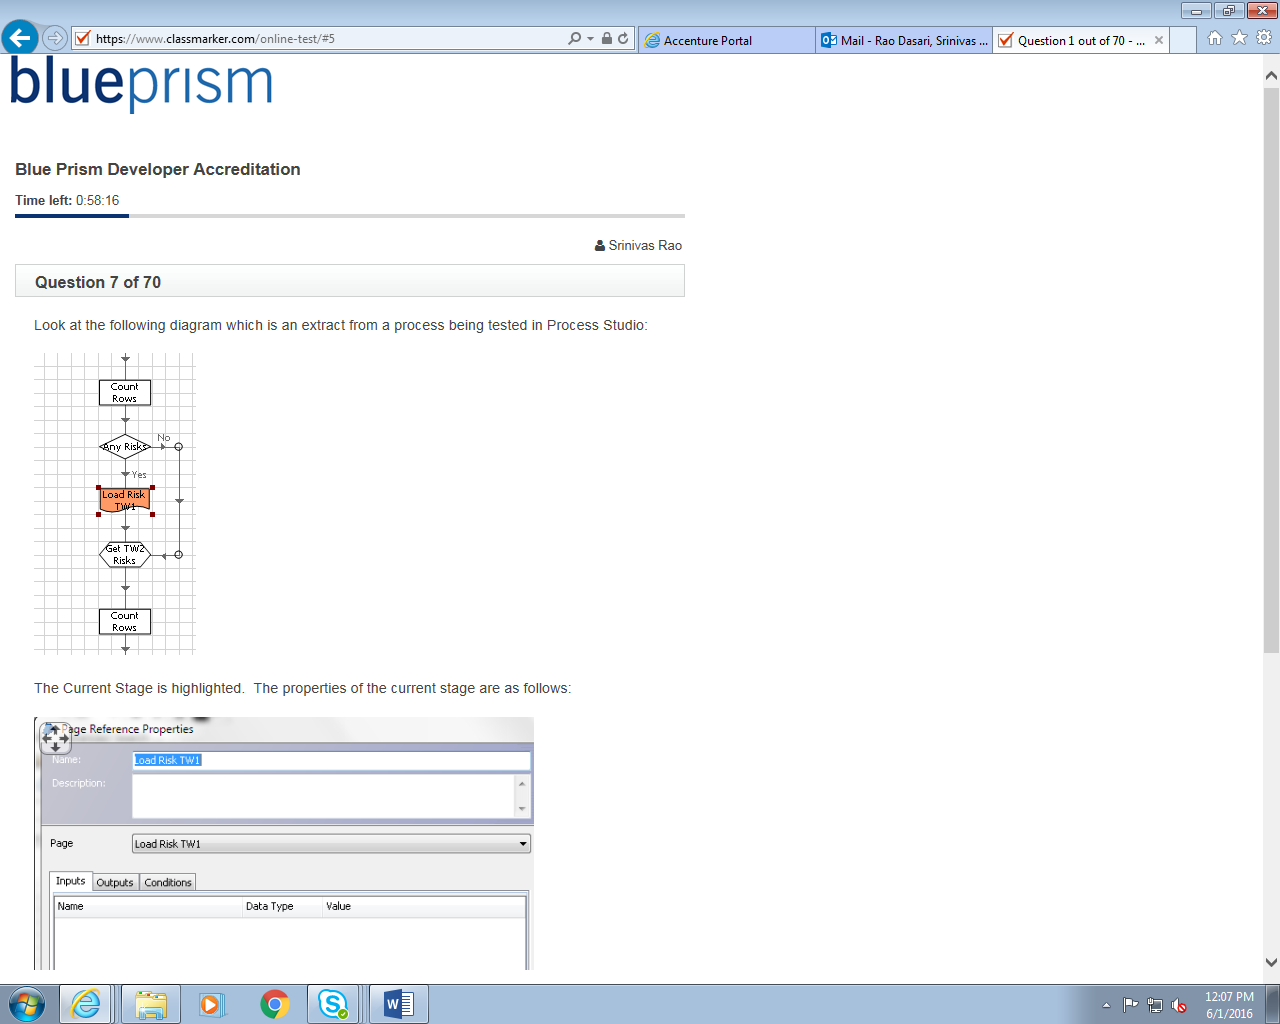 https://www.classmarker.com/online-test/#5
Accenture Portal
Mail - Rao Dasari, Srinivas ...
Question 1 out of 70 - ...
blueprism
Blue Prism Developer Accreditation
Time left: 0:58:16
Srinivas Rao
Question 7 of 70
Look at the following diagram which is an extract from a process being tested in Process Studio:
Count
Rows
No
Any Risks
Yes
Load Risk
TW1
Get TW2
Risks
Count
Rows
The Current Stage is highlighted. The properties of the current stage are as follows:
Page Reference Properties
Name:
Load Risk TW1
Description:
Page
Load Risk TW1
Inputs
Outputs
Conditions
Name
Data Type
Value
12:07 PM
6/1/2016